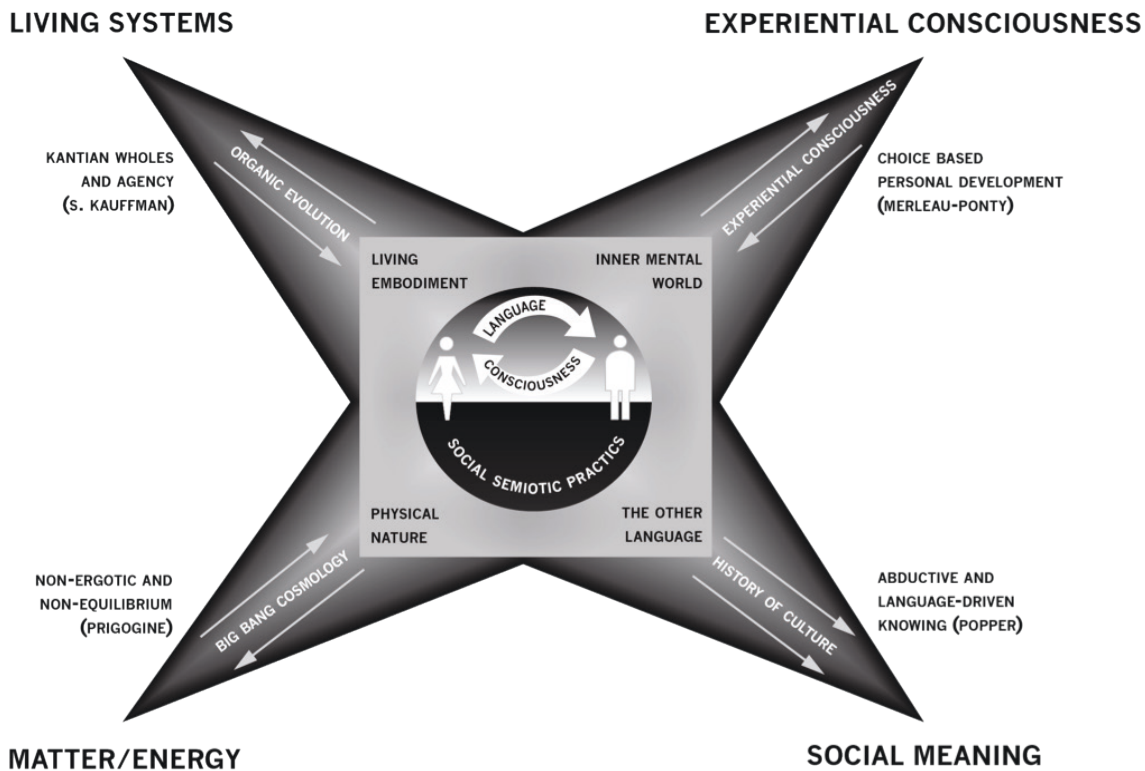 LIVING SYSTEMS
EXPERIENTIAL CONSCIOUSNESS
KANTIAN WHOLES
AND AGENCY
(S. KAUFFMAN)
ORGANIC EVOLUTION
EXPERIENTIAL CONSCIOUSNESS
CHOICE BASED
PERSONAL DEVELOPMENT
(MERLEAU-PONTY)
LIVING
EMBODIMENT
INNER MENTAL
WORLD
LANGUAGE
CONSCIOUSNESS
SOCIAL SEMIOTIC PRACTICS
PHYSICAL
NATURE
THE OTHER
LANGUAGE
NON-ERGOTIC AND
NON-EQUILIBRIUM
(PRIGOGINE)
BIG BANG COSMOLOGY
HISTORY OF CULTURE
ABDUCTIVE AND
LANGUAGE-DRIVEN
KNOWING (POPPER)
MATTER/ENERGY
SOCIAL MEANING